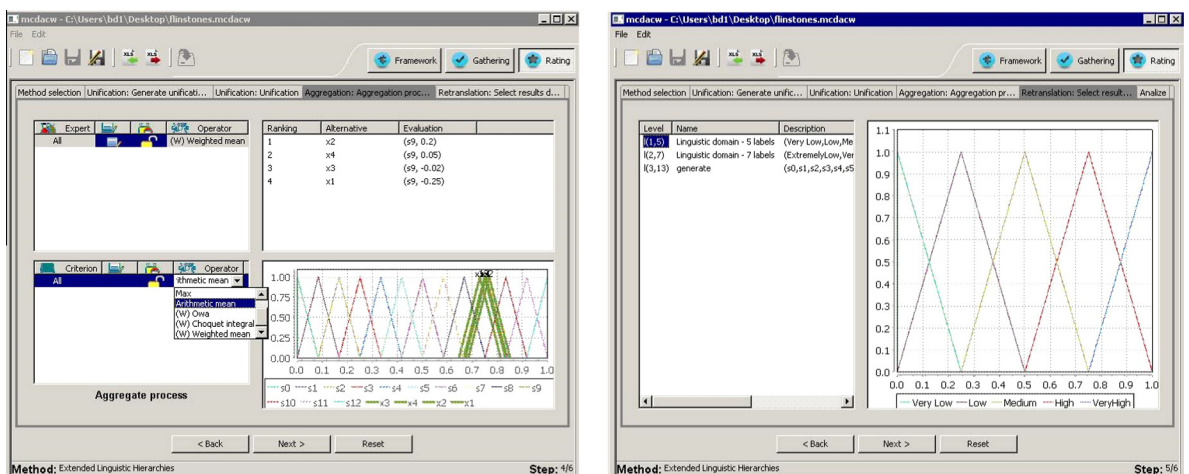 mcdacw - C:\Users\bd1\Desktop\flinstones.mcdacw
File Edit
XLS XLS
Framework Gathering Rating
Method selection Unification: Generate unificati... Unification: Unification Aggregation: Aggregation proc... Retranslation: Select results d...
Expert Operator
All (W) Weighted mean
Ranking Alternative Evaluation
1 x2 (s9, 0.2)
2 x4 (s9, 0.05)
3 x3 (s9, -0.02)
4 x1 (s9, -0.25)
Criterion Operator
All ithmetic mean
Max
Arithmetic mean
(W) Owa
(W) Choquet integral
(W) Weighted mean
Aggregate process
1.00
0.75
0.50
0.25
0.00
0.0 0.1 0.2 0.3 0.4 0.5 0.6 0.7 0.8 0.9 1.0
s0 s1 s2 s3 s4 s5 s6 s7 s8 s9
s10 s11 s12 x3 x4 x2 x1
< Back Next > Reset
Method: Extended Linguistic Hierarchies Step: 4/6
mcdacw - C:\Users\bd1\Desktop\flinstones.mcdacw
File Edit
XLS XLS
Framework Gathering Rating
Method selection Unification: Generate unific... Unification: Unification Aggregation: Aggregation pr... Retranslation: Select result... Analize
Level Name Description
l(1,5) Linguistic domain - 5 labels (Very Low,Low,Me
l(2,7) Linguistic domain - 7 labels (ExtremelyLow,Ver
l(3,13) generate (s0,s1,s2,s3,s4,s5
1.1
1.0
0.9
0.8
0.7
0.6
0.5
0.4
0.3
0.2
0.1
0.0
0.0 0.1 0.2 0.3 0.4 0.5 0.6 0.7 0.8 0.9 1.0
Very Low Low Medium High VeryHigh
< Back Next > Reset
Method: Extended Linguistic Hierarchies Step: 5/6